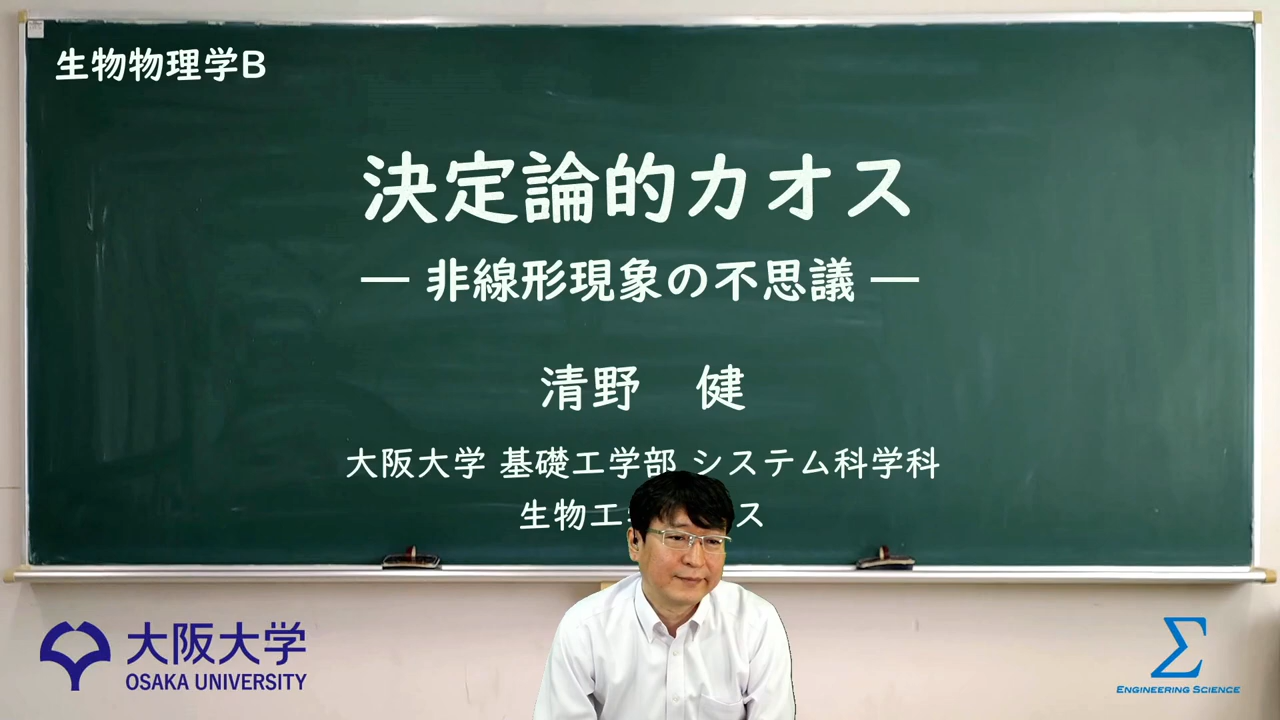 生物物理学B
決定論的カオス
― 非線形現象の不思議 ―
清野　健
大阪大学 基礎工学部 システム科学科
生物工
ス
大阪大学
OSAKA UNIVERSITY
Σ
ENGINEERING SCIENCE